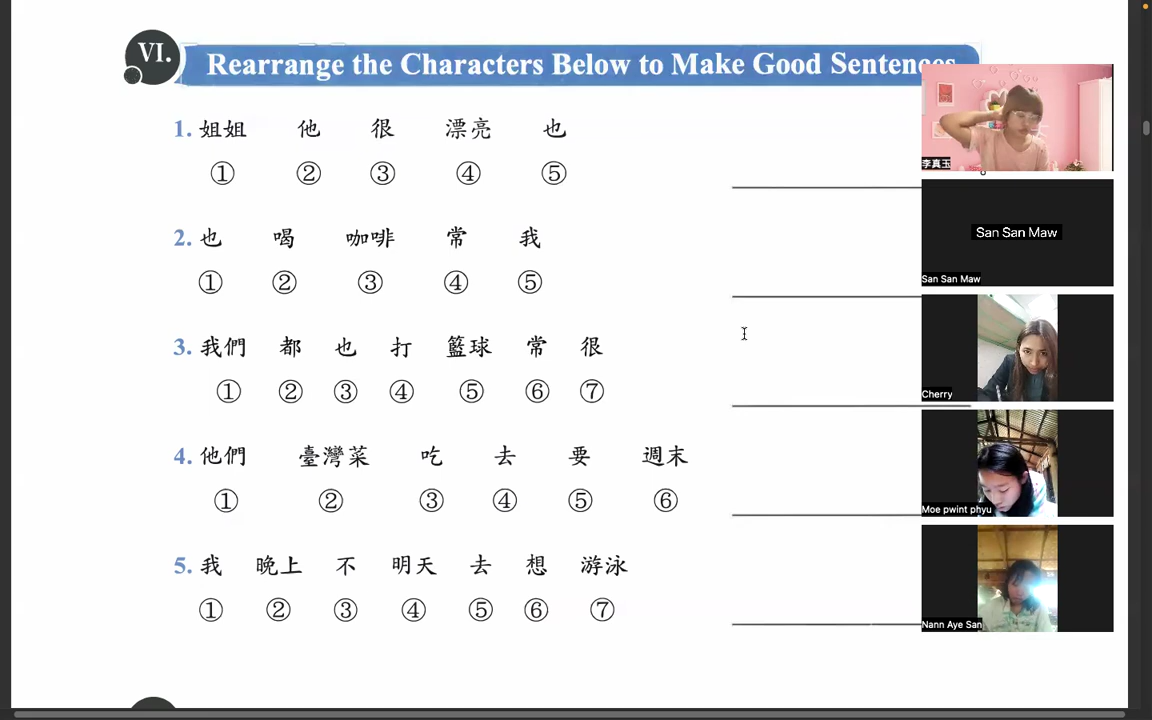 VI. Rearrange the Characters Below to Make Good Sentences
1. 姐姐 他 很 漂亮 也
① ② ③ ④ ⑤
2. 也 喝 咖啡 常 我
① ② ③ ④ ⑤
3. 我們 都 也 打 籃球 常 很
① ② ③ ④ ⑤ ⑥ ⑦
4. 他們 臺灣菜 吃 去 要 週末
① ② ③ ④ ⑤ ⑥
5. 我 晚上 不 明天 去 想 游泳
① ② ③ ④ ⑤ ⑥ ⑦
李真玉
San San Maw
San San Maw
Cherry
Moe pwint phyu
Nann Aye San